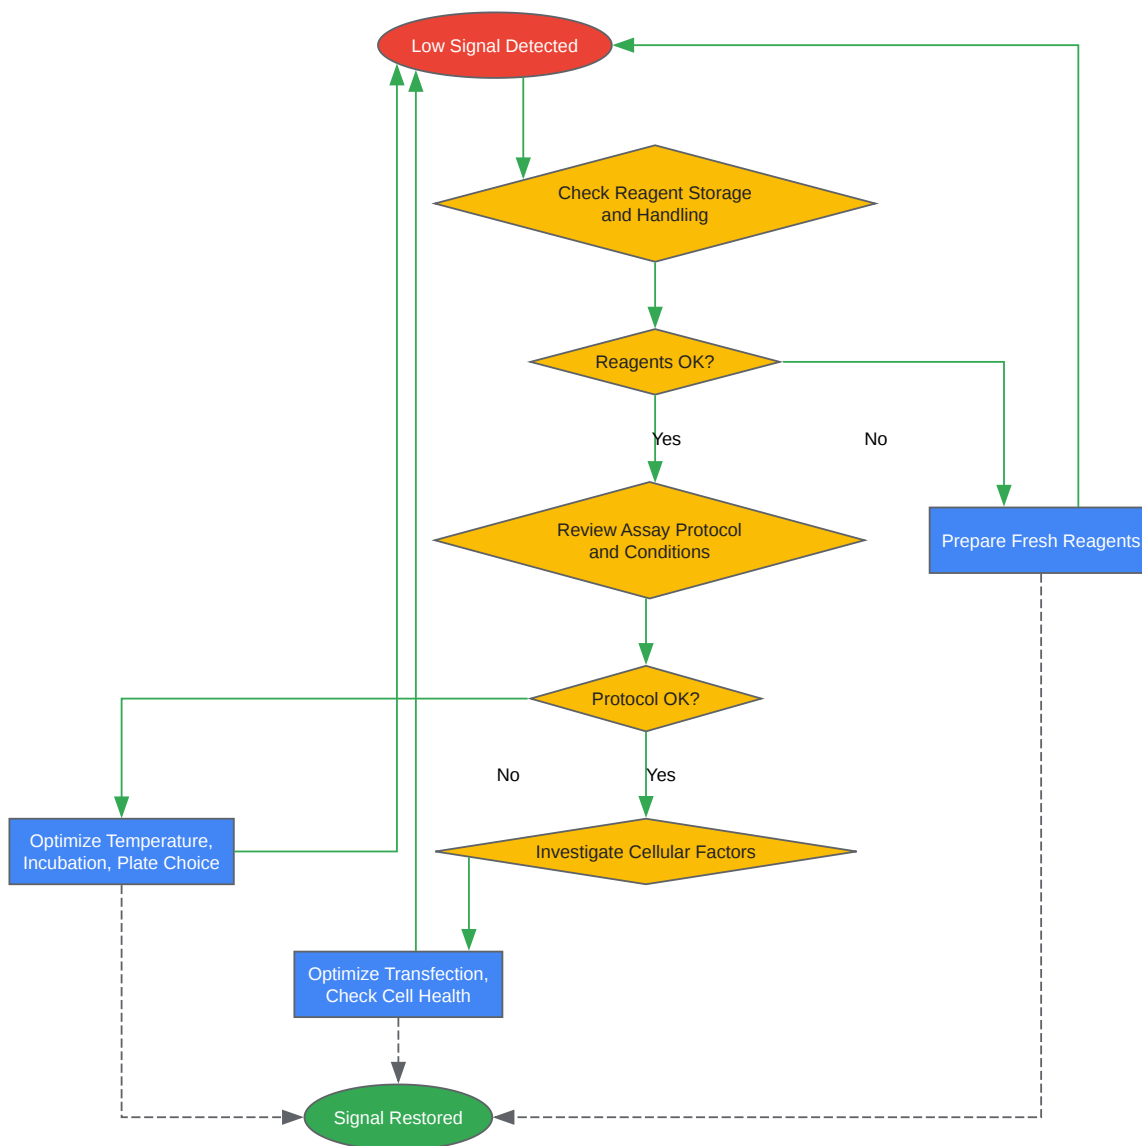 Low Signal Detected
Check Reagent Storage
and Handling
Reagents OK?
Yes
No
Review Assay Protocol
and Conditions
Prepare Fresh Reagents
Protocol OK?
No
Yes
Optimize Temperature,
Incubation, Plate Choice
Investigate Cellular Factors
Optimize Transfection,
Check Cell Health
Signal Restored